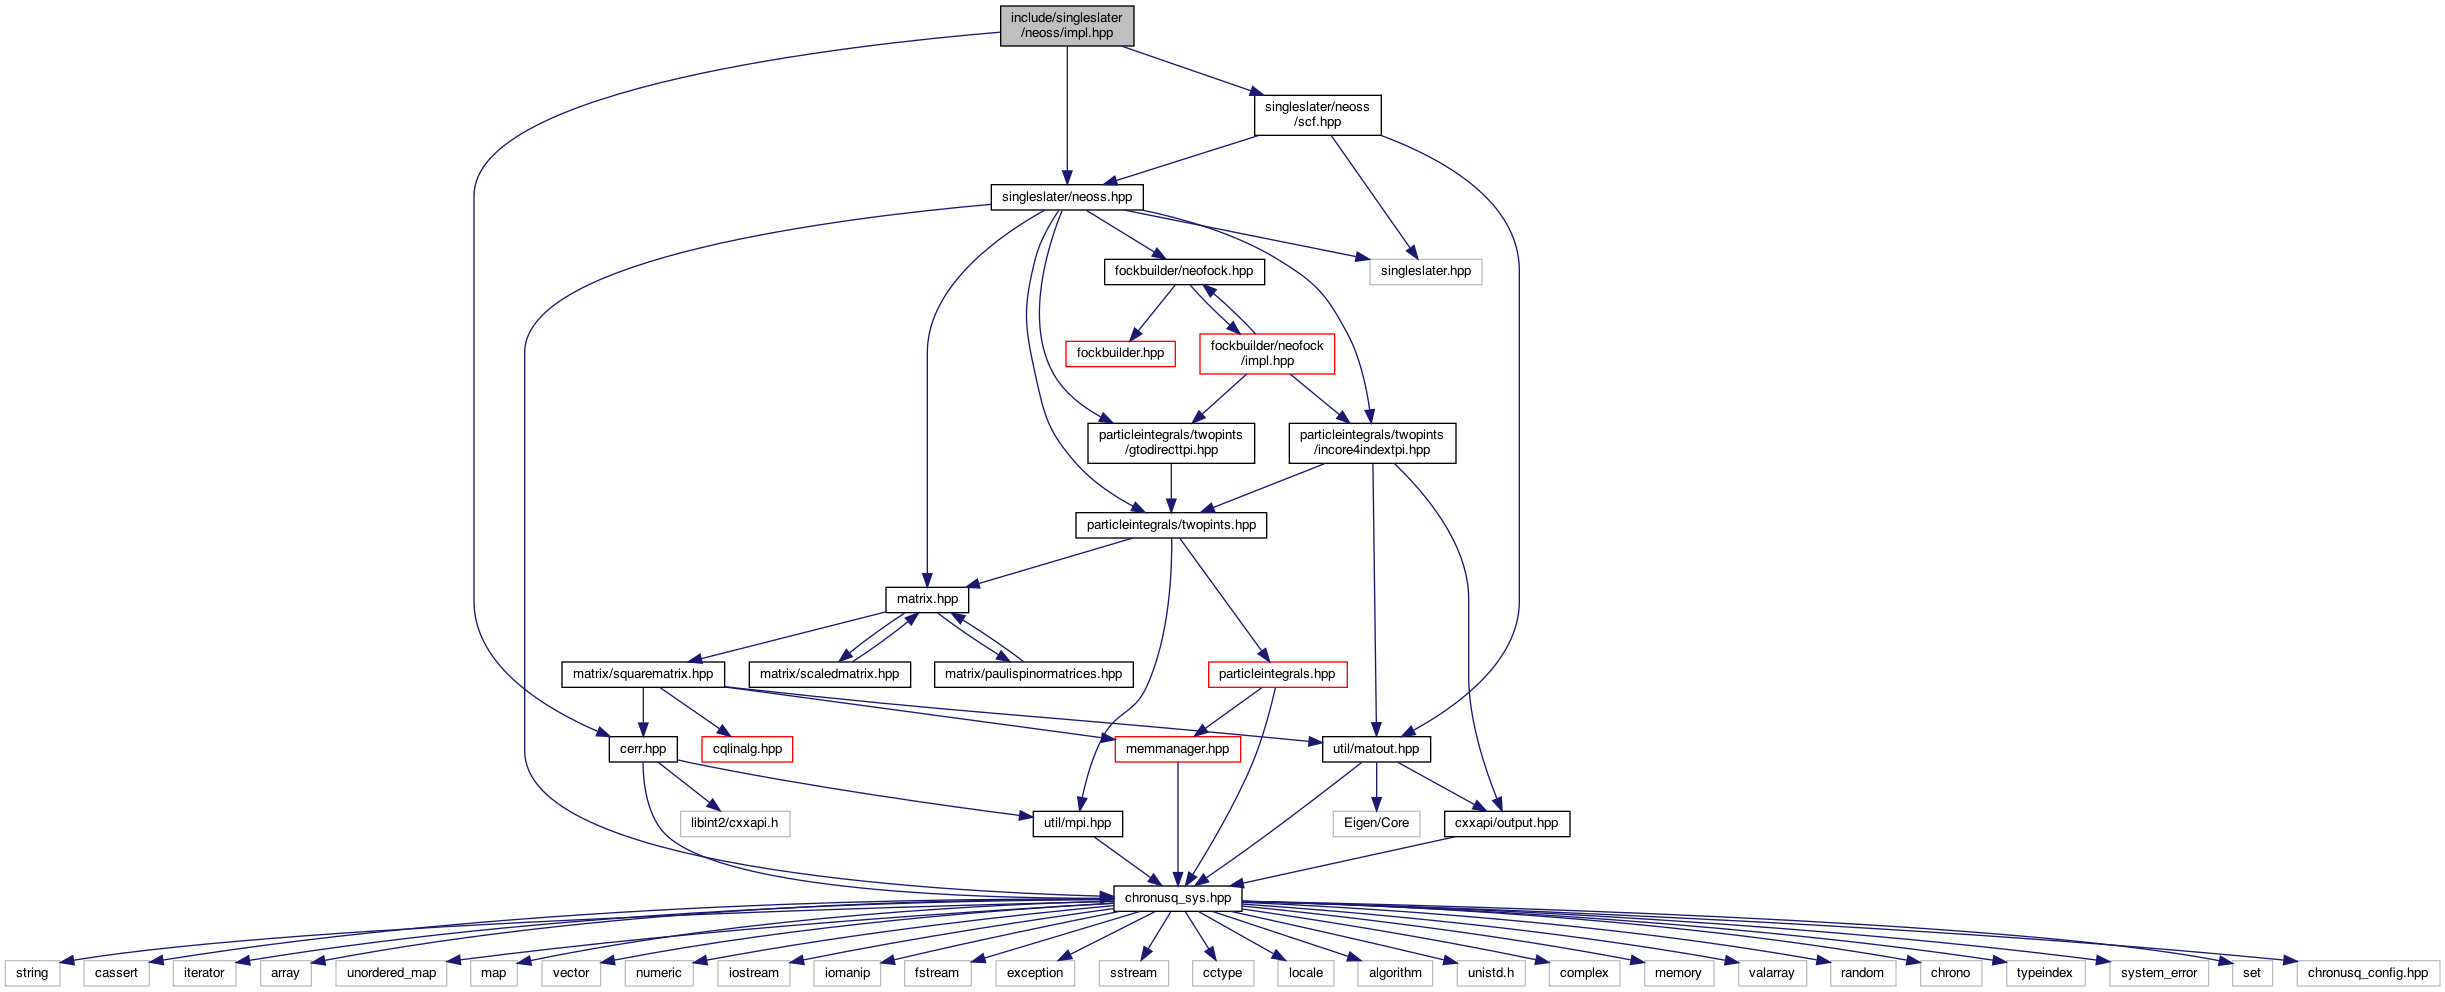 include/singleslater
/neoss/impl.hpp
singleslater/neoss
/scf.hpp
singleslater/neoss.hpp
fockbuilder/neofock.hpp
singleslater.hpp
fockbuilder.hpp
fockbuilder/neofock
/impl.hpp
particleintegrals/twopints
/gtodirecttpi.hpp
particleintegrals/twopints
/incore4indextpi.hpp
particleintegrals/twopints.hpp
matrix.hpp
matrix/squarematrix.hpp
matrix/scaledmatrix.hpp
matrix/paulispinormatrices.hpp
particleintegrals.hpp
cerr.hpp
cqlinalg.hpp
memmanager.hpp
util/matout.hpp
libint2/cxxapi.h
util/mpi.hpp
Eigen/Core
cxxapi/output.hpp
chronusq_sys.hpp
string
cassert
iterator
array
unordered_map
map
vector
numeric
iostream
iomanip
fstream
exception
sstream
cctype
locale
algorithm
unistd.h
complex
memory
valarray
random
chrono
typeindex
system_error
set
chronusq_config.hpp